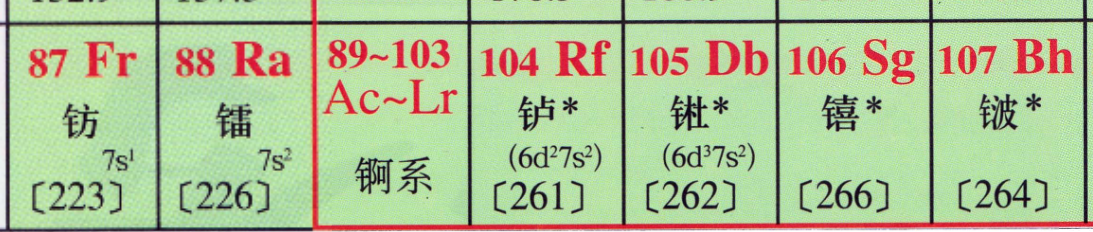 87 Fr
钫
7s¹
〔223〕
88 Ra
镭
7s²
〔226〕
89~103
Ac~Lr
锕系
104 Rf
𬬻*
(6d²7s²)
〔261〕
105 Db
𬭊*
(6d³7s²)
〔262〕
106 Sg
𬭳*
〔266〕
107 Bh
𬭛*
〔264〕